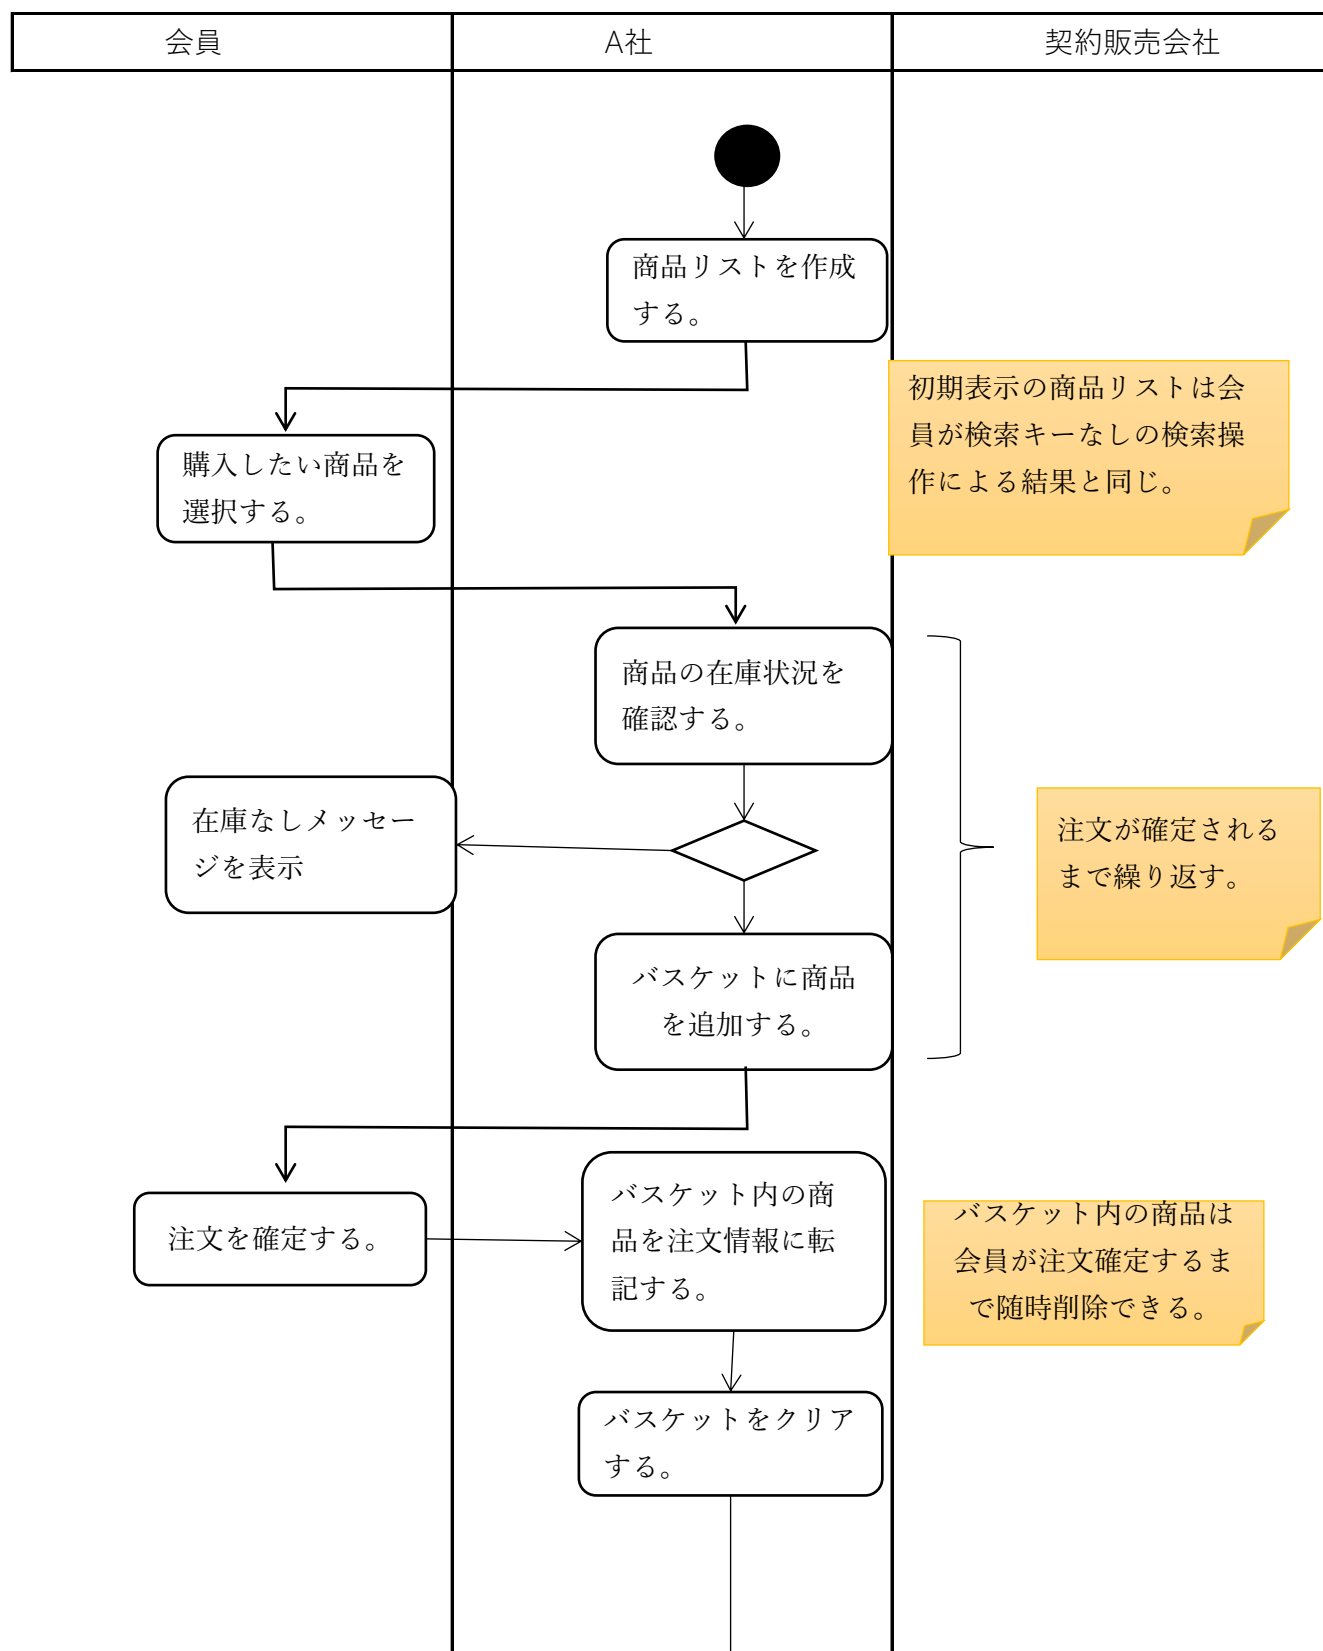 会員
A社
契約販売会社
商品リストを作成
する。
初期表示の商品リストは会
員が検索キーなしの検索操
作による結果と同じ。
購入したい商品を
選択する。
商品の在庫状況を
確認する。
在庫なしメッセー
ジを表示
注文が確定される
まで繰り返す。
バスケットに商品
を追加する。
注文を確定する。
バスケット内の商
品を注文情報に転
記する。
バスケット内の商品は
会員が注文確定するま
で随時削除できる。
バスケットをクリア
する。